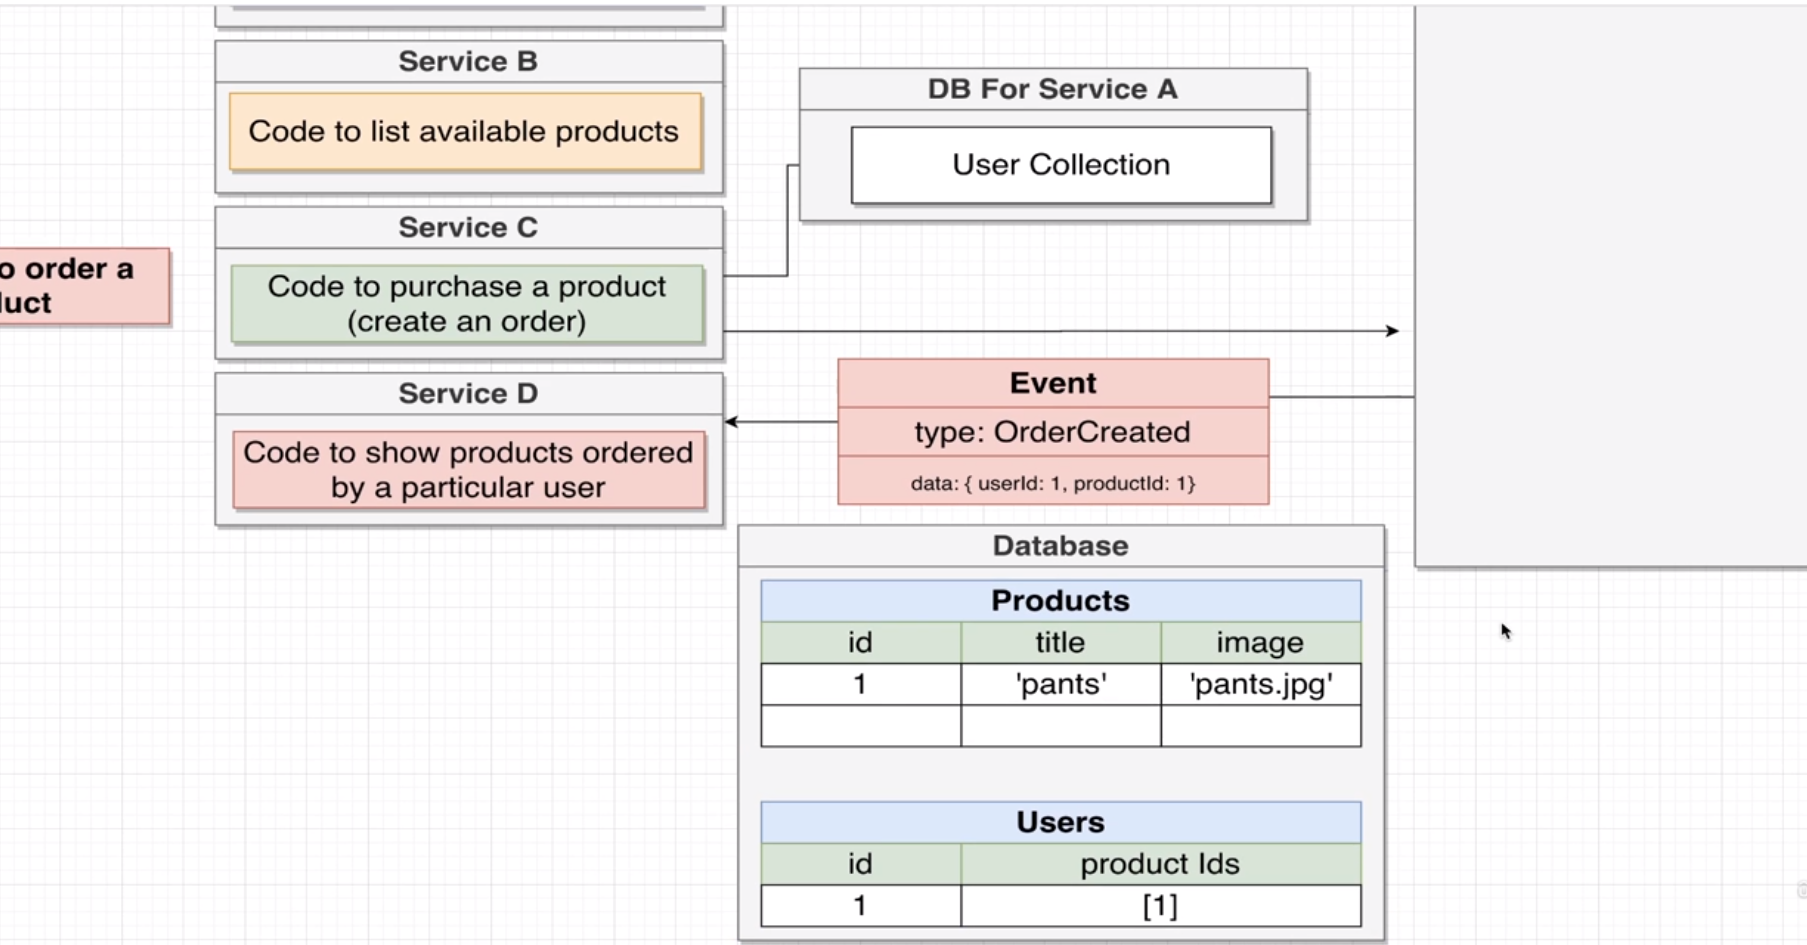 Service B
Code to list available products
DB For Service A
User Collection
Service C
Code to purchase a product
(create an order)
o order a
uct
Service D
Code to show products ordered
by a particular user
Event
type: OrderCreated
data: { userId: 1, productId: 1}
Database
Products
id title image
1 'pants' 'pants.jpg'
Users
id product Ids
1 [1]